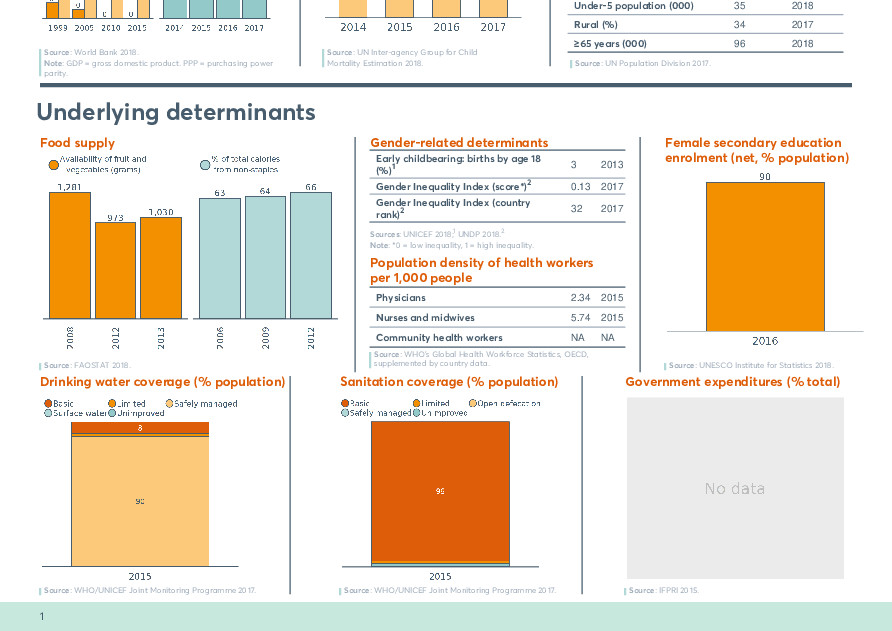 Under-5 population (000) 35 2018
Rural (%) 34 2017
≥65 years (000) 96 2018
0 0 0
1999 2005 2010 2015
2014 2015 2016 2017
2014 2015 2016 2017
Source: World Bank 2018.
Note: GDP = gross domestic product. PPP = purchasing power
parity.
Source: UN Inter-agency Group for Child
Mortality Estimation 2018.
Source: UN Population Division 2017.
Underlying determinants
Food supply
Availability of fruit and
vegetables (grams)
% of total calories
from non-staples
1,281
973
1,030
63
64
66
2008 2012 2013
2006 2009 2012
Source: FAOSTAT 2018.
Gender-related determinants
Early childbearing: births by age 18
(%)1 3 2013
Gender Inequality Index (score*)2 0.13 2017
Gender Inequality Index (country
rank)2 32 2017
Sources: UNICEF 2018,1 UNDP 2018.2
Note: *0 = low inequality, 1 = high inequality.
Population density of health workers
per 1,000 people
Physicians 2.34 2015
Nurses and midwives 5.74 2015
Community health workers NA NA
Source: WHO's Global Health Workforce Statistics, OECD,
supplemented by country data.
Female secondary education
enrolment (net, % population)
90
2016
Source: UNESCO Institute for Statistics 2018.
Drinking water coverage (% population)
Basic Limited Safely managed
Surface water Unimproved
8
90
2015
Source: WHO/UNICEF Joint Monitoring Programme 2017.
Sanitation coverage (% population)
Basic Limited Open defecation
Safely managed Unimproved
2015
Source: WHO/UNICEF Joint Monitoring Programme 2017.
Government expenditures (% total)
No data
Source: IFPRI 2015.
1